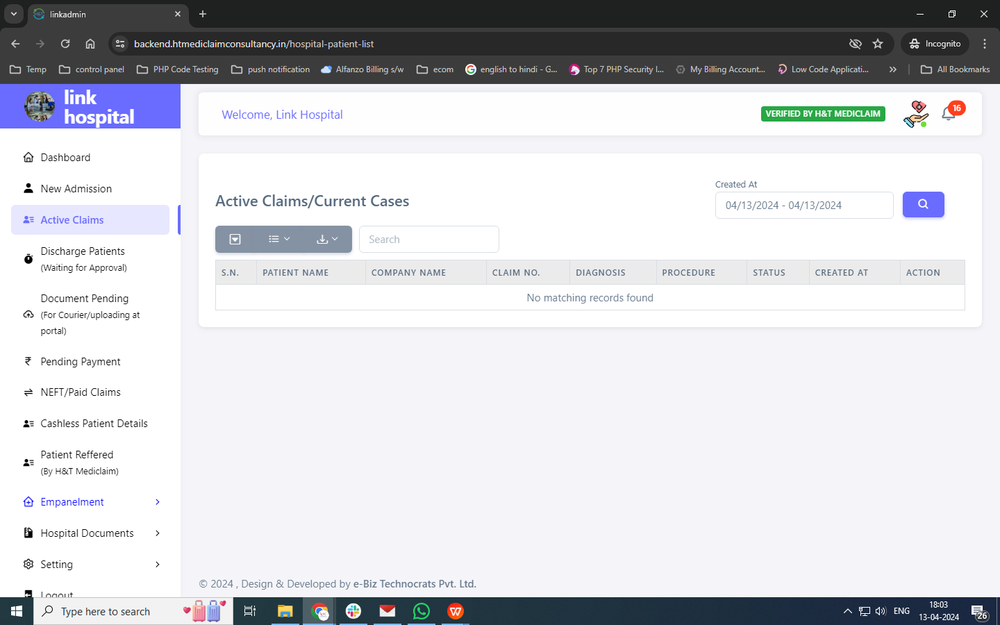 linkadmin
backend.htmediclaimconsultancy.in/hospital-patient-list
Incognito
Temp
control panel
PHP Code Testing
push notification
Alfanzo Billing s/w
ecom
english to hindi - G...
Top 7 PHP Security I...
My Billing Account...
Low Code Applicati...
All Bookmarks
link
hospital
Welcome, Link Hospital
VERIFIED BY H&T MEDICLAIM
16
Dashboard
New Admission
Active Claims
Discharge Patients
(Waiting for Approval)
Document Pending
(For Courier/uploading at
portal)
Pending Payment
NEFT/Paid Claims
Cashless Patient Details
Patient Reffered
(By H&T Mediclaim)
Empanelment
Hospital Documents
Setting
Logout
Active Claims/Current Cases
Created At
04/13/2024 - 04/13/2024
Search
S.N. PATIENT NAME COMPANY NAME CLAIM NO. DIAGNOSIS PROCEDURE STATUS CREATED AT ACTION
No matching records found
© 2024 , Design & Developed by e-Biz Technocrats Pvt. Ltd.
Type here to search
ENG
18:03
13-04-2024
26